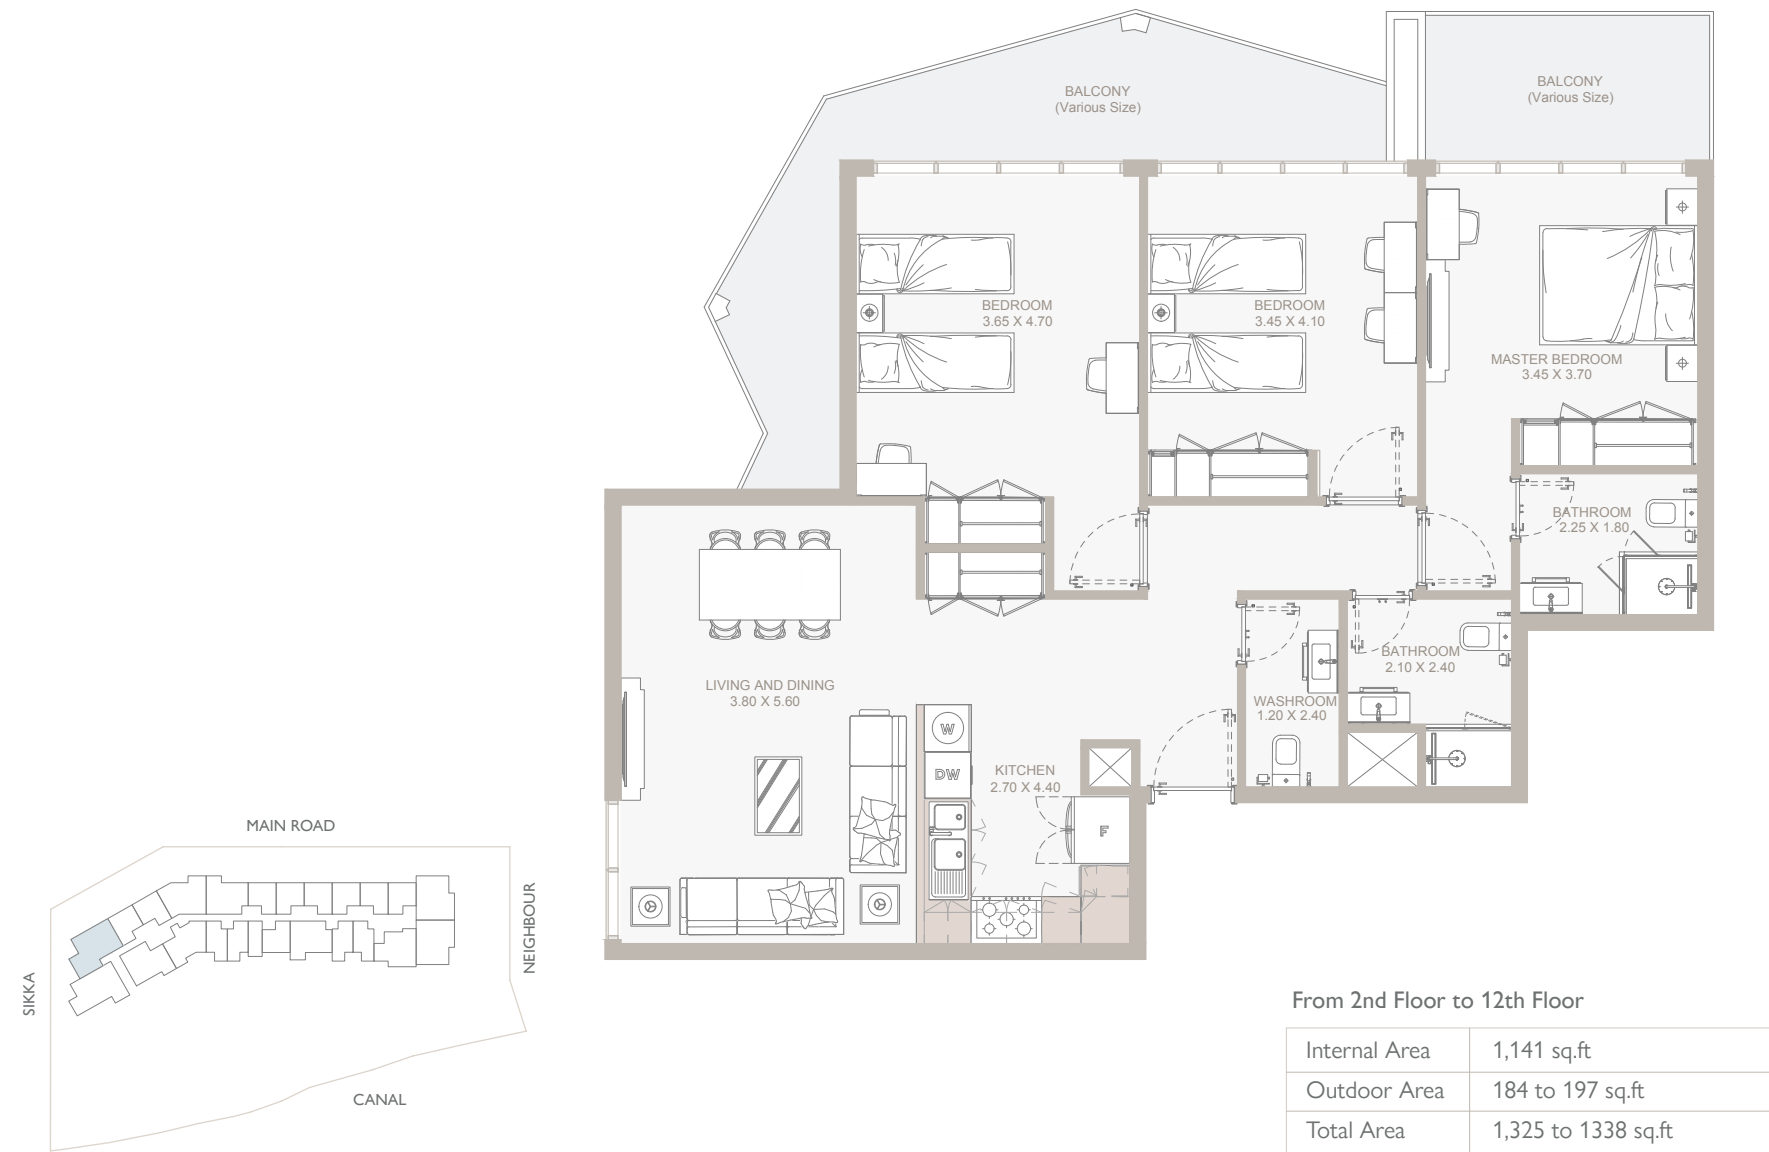 BALCONY
(Various Size)
BALCONY
(Various Size)
BEDROOM
3.65 X 4.70
BEDROOM
3.45 X 4.10
MASTER BEDROOM
3.45 X 3.70
BATHROOM
2.25 X 1.80
BATHROOM
2.10 X 2.40
WASHROOM
1.20 X 2.40
LIVING AND DINING
3.80 X 5.60
W
DW
KITCHEN
2.70 X 4.40
F
MAIN ROAD
NEIGHBOUR
SIKKA
CANAL
From 2nd Floor to 12th Floor
Internal Area 1,141 sq.ft
Outdoor Area 184 to 197 sq.ft
Total Area 1,325 to 1338 sq.ft